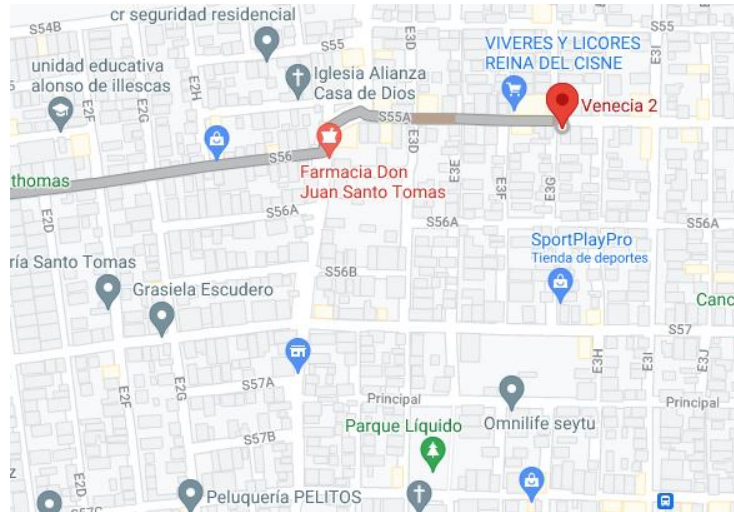 cr seguridad residencial
S54B
E3D
E3I
S55
VIVERES Y LICORES
REINA DEL CISNE
unidad educativa
alonso de illescas
E2F
E2G
E2H
Iglesia Alianza
Casa de Dios
Venecia 2
S55A
E3D
S56
thomas
Farmacia Don
Juan Santo Tomas
E3E
E3F
E3G
E2D
S56A
S56A
S56A
SportPlayPro
Tienda de deportes
ría Santo Tomas
S56B
Grasiela Escudero
Canc
S57
E3H
E3I
E3J
E2F
E2G
S57A
Principal
Principal
Parque Líquido
Omnilife seytu
S57B
z
E2D
Peluquería PELITOS
S57C